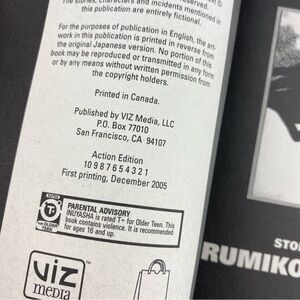 reserved.
The stories, characters and incidents mentioned in
this publication are entirely fictional.
For the purposes of publication in English, the art-
work in this publication is printed in reverse from
the original Japanese version. No portion of this
book may be reproduced or transmitted in any form
or by any means without written permission from
the copyright holders.
Printed in Canada.
Published by VIZ Media, LLC
P.O. Box 77010
San Francisco, CA 94107
Action Edition
10 9 8 7 6 5 4 3 2 1
First printing, December 2005
RATED
T+
OLDER
TEEN
PARENTAL ADVISORY
INUYASHA is rated T+ for Older Teen. This
book contains violence. It is recommended
for ages 16 and up.
VIZ
media
STO
RUMIKO